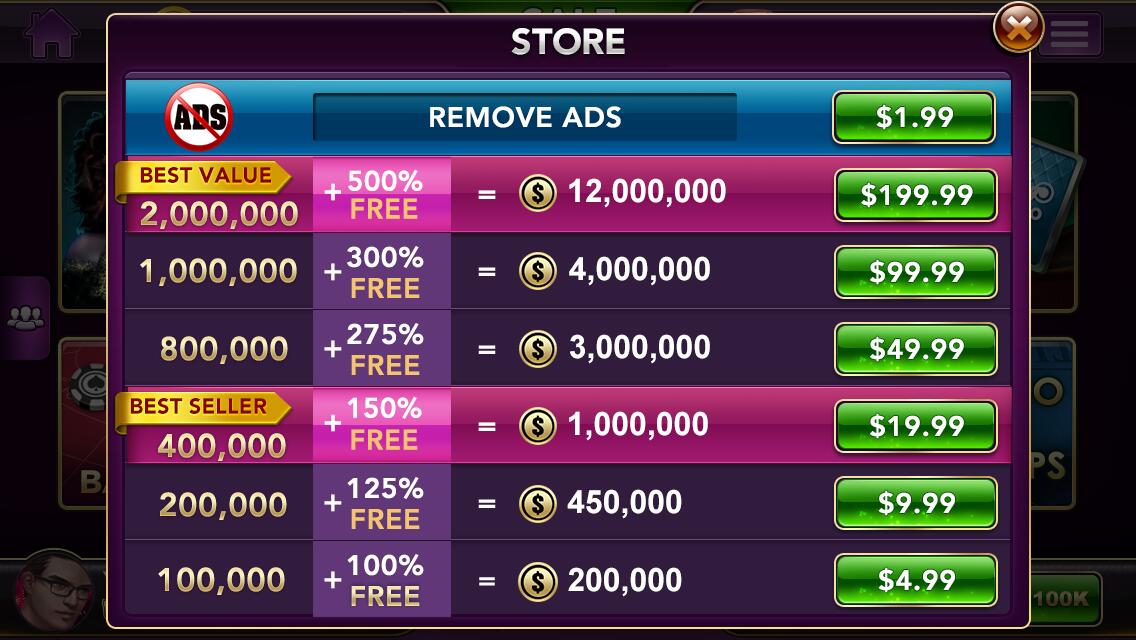 STORE
ADS
REMOVE ADS
$1.99
BEST VALUE
2,000,000
+ 500%
FREE
= $ 12,000,000
$199.99
1,000,000
+ 300%
FREE
= $ 4,000,000
$99.99
800,000
+ 275%
FREE
= $ 3,000,000
$49.99
BEST SELLER
400,000
+ 150%
FREE
= $ 1,000,000
$19.99
200,000
+ 125%
FREE
= $ 450,000
$9.99
100,000
+ 100%
FREE
= $ 200,000
$4.99
100K